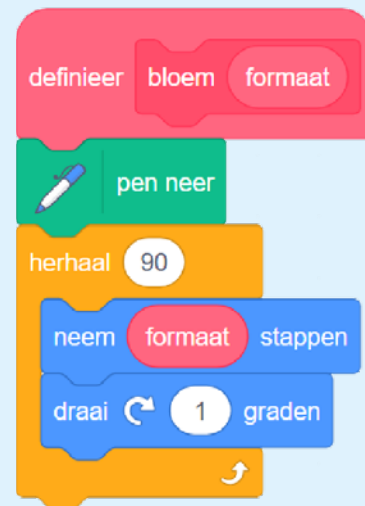 definieer bloem formaat
pen neer
herhaal 90
neem formaat stappen
draai 1 graden